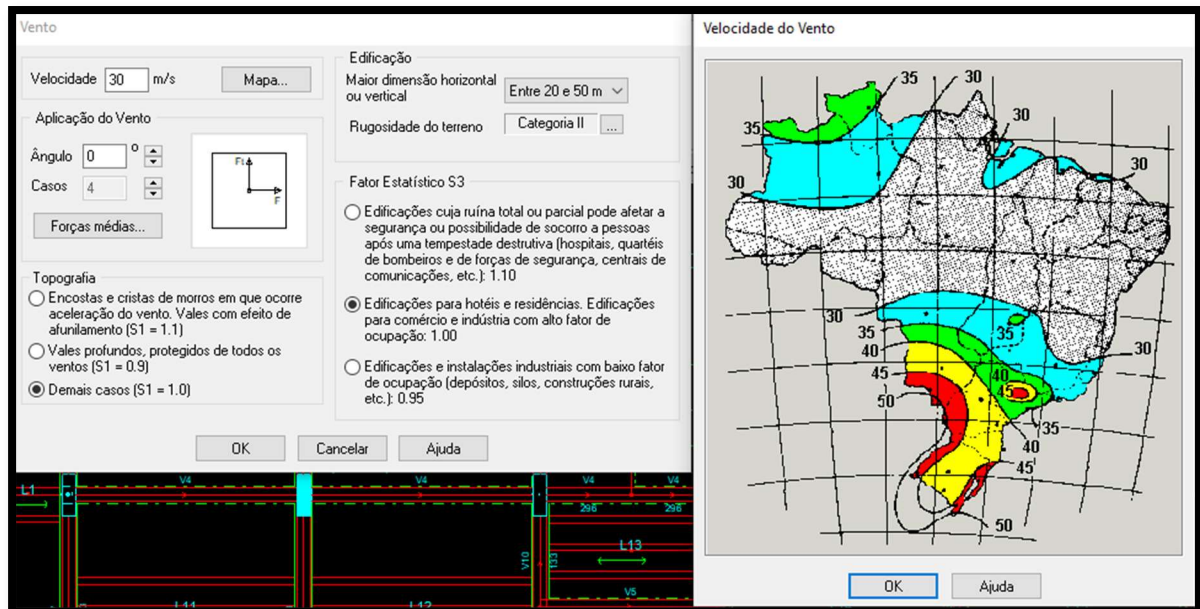 Vento
Velocidade 30 m/s Mapa...
Aplicação do Vento
Ângulo 0 º
Casos 4
Forças médias...
Ft
F
Topografia
Encostas e cristas de morros em que ocorre
aceleração do vento. Vales com efeito de
afunilamento (S1 = 1.1)
Vales profundos, protegidos de todos os
ventos (S1 = 0.9)
Demais casos (S1 = 1.0)
Edificação
Maior dimensão horizontal
ou vertical
Entre 20 e 50 m
Rugosidade do terreno Categoria II ...
Fator Estatístico S3
Edificações cuja ruína total ou parcial pode afetar a
segurança ou possibilidade de socorro a pessoas
após uma tempestade destrutiva (hospitais, quartéis
de bombeiros e de forças de segurança, centrais de
comunicações, etc.): 1.10
Edificações para hotéis e residências. Edificações
para comércio e indústria com alto fator de
ocupação: 1.00
Edificações e instalações industriais com baixo fator
de ocupação (depósitos, silos, construções rurais,
etc.): 0.95
OK Cancelar Ajuda
L1 V4 V4 V4 V4
296 296
V10 133 L13
V5
L11 L12
Velocidade do Vento
35 30
35 30
30 30
30
35 35 30
40 40
45 45
50 35
40
45
50
OK Ajuda